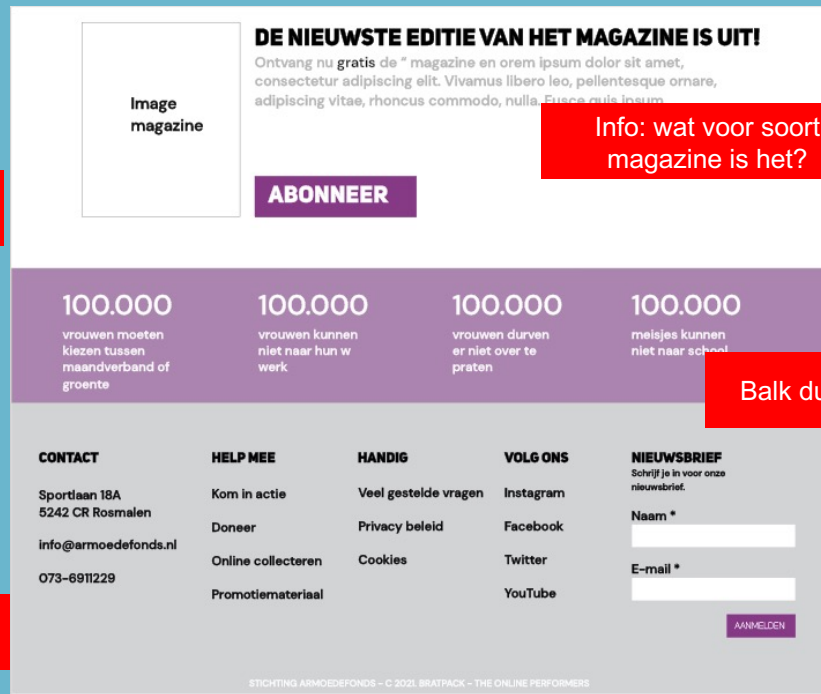 DE NIEUWSTE EDITIE VAN HET MAGAZINE IS UIT!
Ontvang nu gratis de “ magazine en orem ipsum dolor sit amet,
consectetur adipiscing elit. Vivamus libero leo, pellentesque ornare,
adipiscing vitae, rhoncus commodo, nulla. Fusce quis ipsum
Image
magazine
Info: wat voor soort
magazine is het?
ABONNEER
100.000
vrouwen moeten
kiezen tussen
maandverband of
groente
100.000
vrouwen kunnen
niet naar hun w
werk
100.000
vrouwen durven
er niet over te
praten
100.000
meisjes kunnen
niet naar school
Balk du
CONTACT
Sportlaan 18A
5242 CR Rosmalen
info@armoedefonds.nl
073-6911229
HELP MEE
Kom in actie
Doneer
Online collecteren
Promotiemateriaal
HANDIG
Veel gestelde vragen
Privacy beleid
Cookies
VOLG ONS
Instagram
Facebook
Twitter
YouTube
NIEUWSBRIEF
Schrijf je in voor onze
nieuwsbrief.
Naam *
E-mail *
AANMELDEN
STICHTING ARMOEDEFONDS – C 2021. BRATPACK – THE ONLINE PERFORMERS